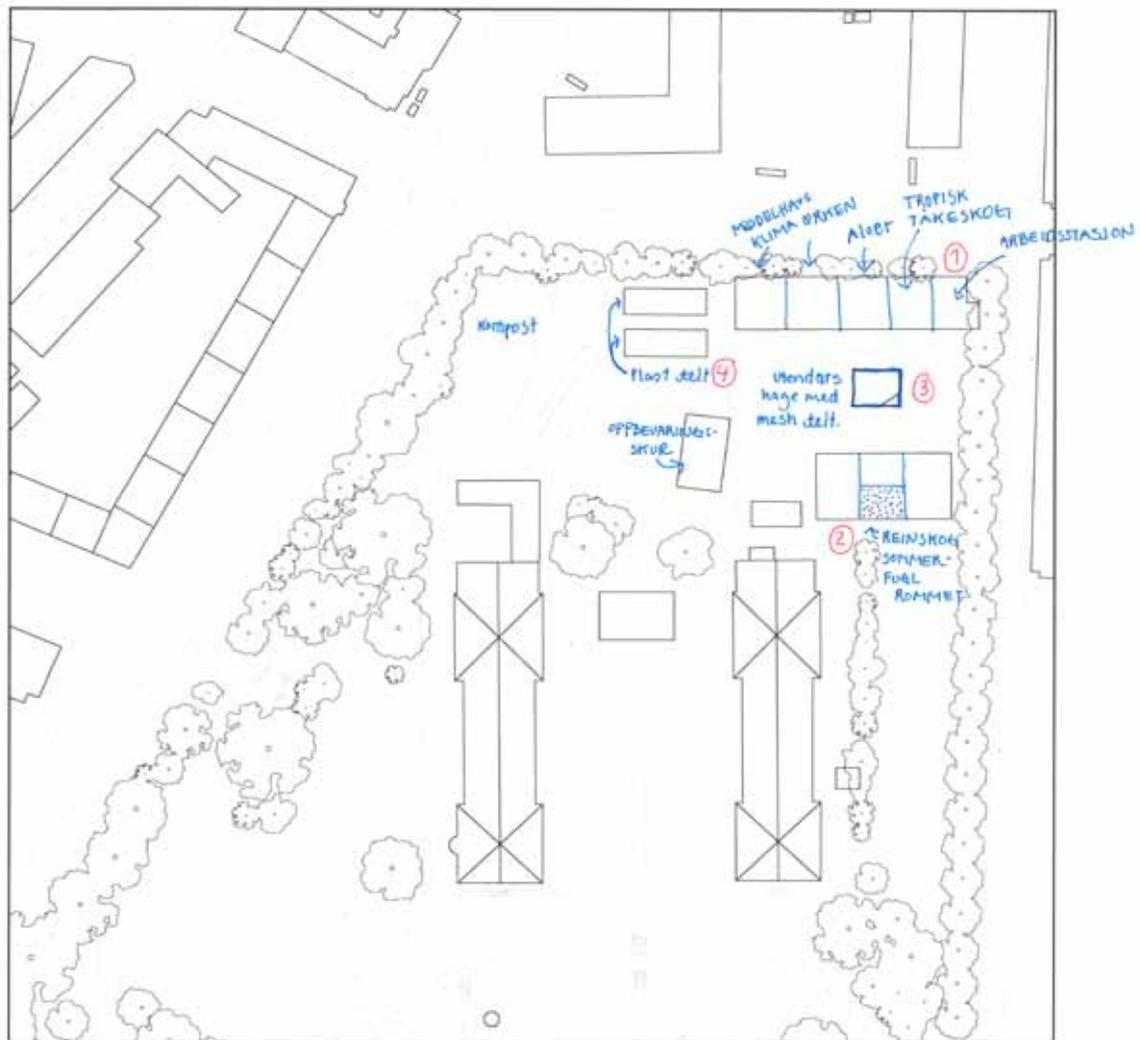 MIDDELHAVS
KLIMA ØRKEN
Aloer
TROPISK
TÅKESKOG
ARBEIDSSTASJON
1
Kompost
Plast telt 4
utendørs
hage med
mesh telt.
3
OPPBEVARINGS-
SKUR
2
REINSKOG
SOMMER-
FUGL
ROMMET